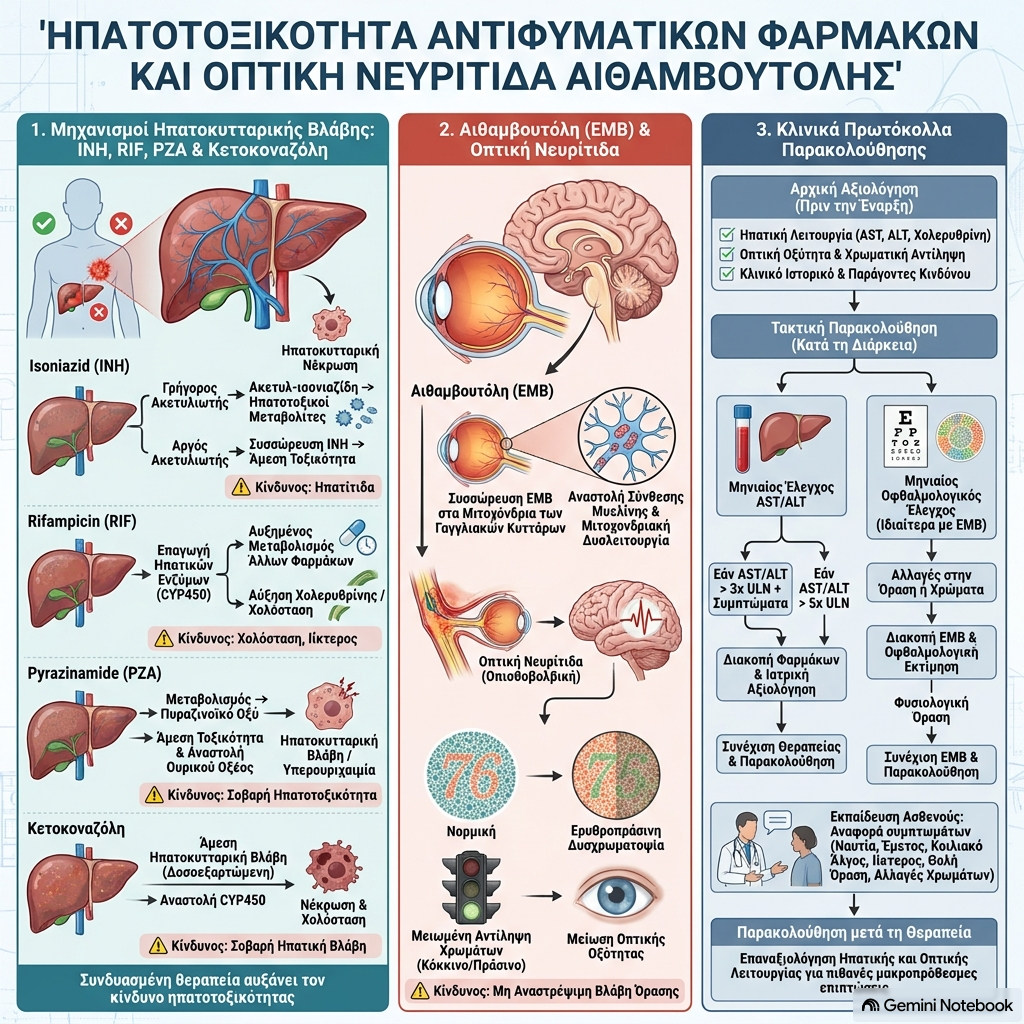 'ΗΠΑΤΟΤΟΞΙΚΟΤΗΤΑ ΑΝΤΙΦΥΜΑΤΙΚΩΝ ΦΑΡΜΑΚΩΝ
ΚΑΙ ΟΠΤΙΚΗ ΝΕΥΡΙΤΙΔΑ ΑΙΘΑΜΒΟΥΤΟΛΗΣ'
1. Μηχανισμοί Ηπατοκυτταρικής Βλάβης:
INH, RIF, PZA & Κετοκοναζόλη
Ηπατοκυτταρική
Νέκρωση
Isoniazid (INH)
Γρήγορος
Ακετυλιωτής
Ακετυλ-ισονιαζίδη →
Ηπατοτοξικοί
Μεταβολίτες
Αργός
Ακετυλιωτής
Συσσώρευση INH →
Άμεση Τοξικότητα
Κίνδυνος: Ηπατίτιδα
Rifampicin (RIF)
Επαγωγή
Ηπατικών
Ενζύμων
(CYP450)
Αυξημένος
Μεταβολισμός
Άλλων Φαρμάκων
Αύξηση Χολερυθρίνης /
Χολόσταση
Κίνδυνος: Χολόσταση, Ιίκτερος
Pyrazinamide (PZA)
Μεταβολισμός →
Πυραζινοϊκό Οξύ
Άμεση Τοξικότητα
& Αναστολή
Ουρικού Οξέος
Ηπατοκυτταρική
Βλάβη /
Υπερουριχαιμία
Κίνδυνος: Σοβαρή Ηπατοτοξικότητα
Κετοκοναζόλη
Άμεση
Ηπατοκυτταρική Βλάβη
(Δοσοεξαρτώμενη)
Αναστολή CYP450
Νέκρωση &
Χολόσταση
Κίνδυνος: Σοβαρή Ηπατική Βλάβη
Συνδυασμένη θεραπεία αυξάνει τον
κίνδυνο ηπατοτοξικότητας
2. Αιθαμβουτόλη (EMB) &
Οπτική Νευρίτιδα
Αιθαμβουτόλη (EMB)
Συσσώρευση EMB
στα Μιτοχόνδρια των
Γαγγλιακών Κυττάρων
Αναστολή Σύνθεσης
Μυελίνης &
Μιτοχονδριακή
Δυσλειτουργία
Οπτική Νευρίτιδα
(Οπισθοβολβική)
76
Νορμική
Ερυθροπράσινη
Δυσχρωματοψία
Μειωμένη Αντίληψη
Χρωμάτων
(Κόκκινο/Πράσινο)
Μείωση Οπτικής
Οξύτητας
Κίνδυνος: Μη Αναστρέψιμη Βλάβη Όρασης
3. Κλινικά Πρωτόκολλα
Παρακολούθησης
Αρχική Αξιολόγηση
(Πριν την Έναρξη)
Ηπατική Λειτουργία (AST, ALT, Χολερυθρίνη)
Οπτική Οξύτητα & Χρωματική Αντίληψη
Κλινικό Ιστορικό & Παράγοντες Κινδύνου
Τακτική Παρακολούθηση
(Κατά τη Διάρκεια)
Μηνιαίος Έλεγχος
AST/ALT
E
P P
T O Z
Μηνιαίος
Οφθαλμολογικός
Έλεγχος
(Ιδιαίτερα με EMB)
Εάν AST/ALT
> 3x ULN +
Συμπτώματα
Εάν
AST/ALT
> 5x ULN
Αλλαγές στην
Όραση ή Χρώματα
Διακοπή Φαρμάκων
& Ιατρική
Αξιολόγηση
Διακοπή EMB &
Οφθαλμολογική
Εκτίμηση
Φυσιολογική
Όραση
Συνέχιση Θεραπείας
& Παρακολούθηση
Συνέχιση EMB &
Παρακολούθηση
Εκπαίδευση Ασθενούς:
Αναφορά συμπτωμάτων
(Ναυτία, Έμετος, Κοιλιακό
Άλγος, Ιίατερος, Θολή
Όραση, Αλλαγές Χρωμάτων)
Παρακολούθηση μετά τη Θεραπεία
Επαναξιολόγηση Ηπατικής και Οπτικής
Λειτουργίας για πιθανές μακροπρόθεσμες
επιπτώσεις
Gemini Notebook